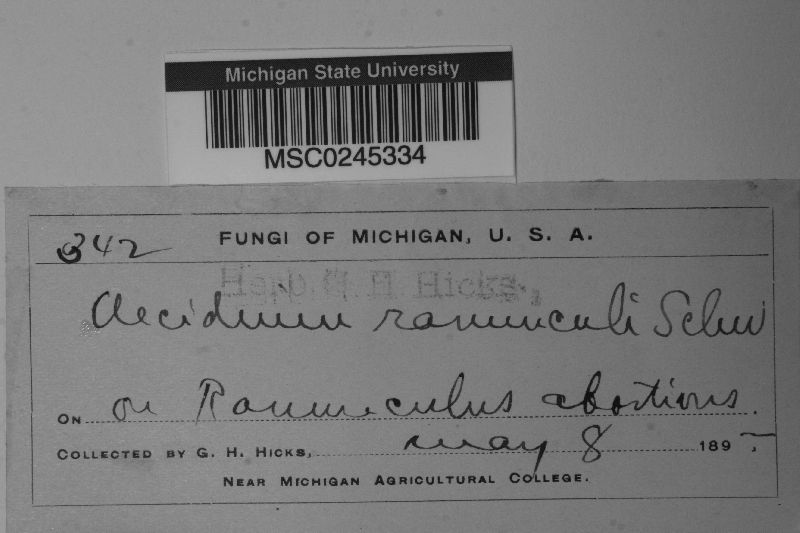 Michigan State University
MSC0245334
342 FUNGI OF MICHIGAN, U. S. A.
Herb G H Hicks,
Aecidium ranunculi Schw
ON on Ranunculus abortivus.
COLLECTED BY G. H. HICKS, may 8 189
NEAR MICHIGAN AGRICULTURAL COLLEGE.